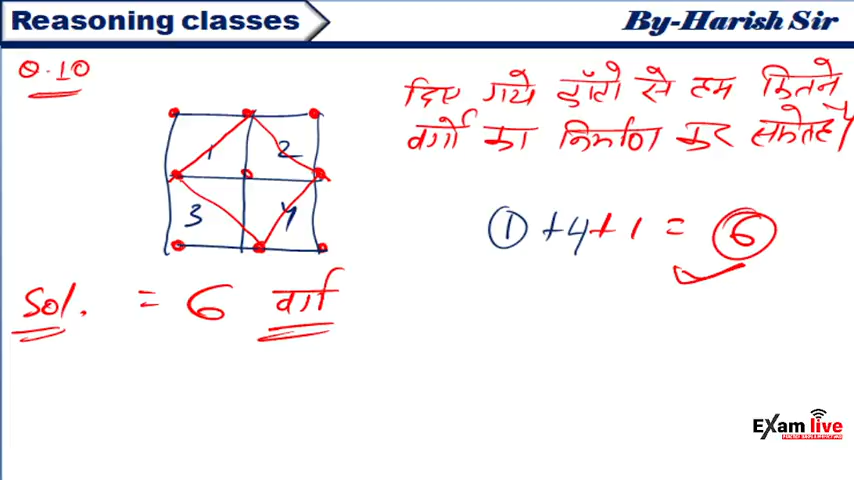 Reasoning classes
By-Harish Sir
Q.10
दिए गये डॉटो से हम कितने
वर्गो का निर्माण कर सकते है
1 2
3 4
1 + 4 + 1 = 6
Sol. = 6 वर्ग
EXam live